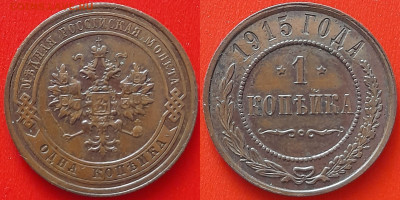 МѢДНАЯ РОССІЙСКАЯ МОНЕТА
ОДНА КОПѢЙКА
1915 ГОДА
1
КОПѢЙКА